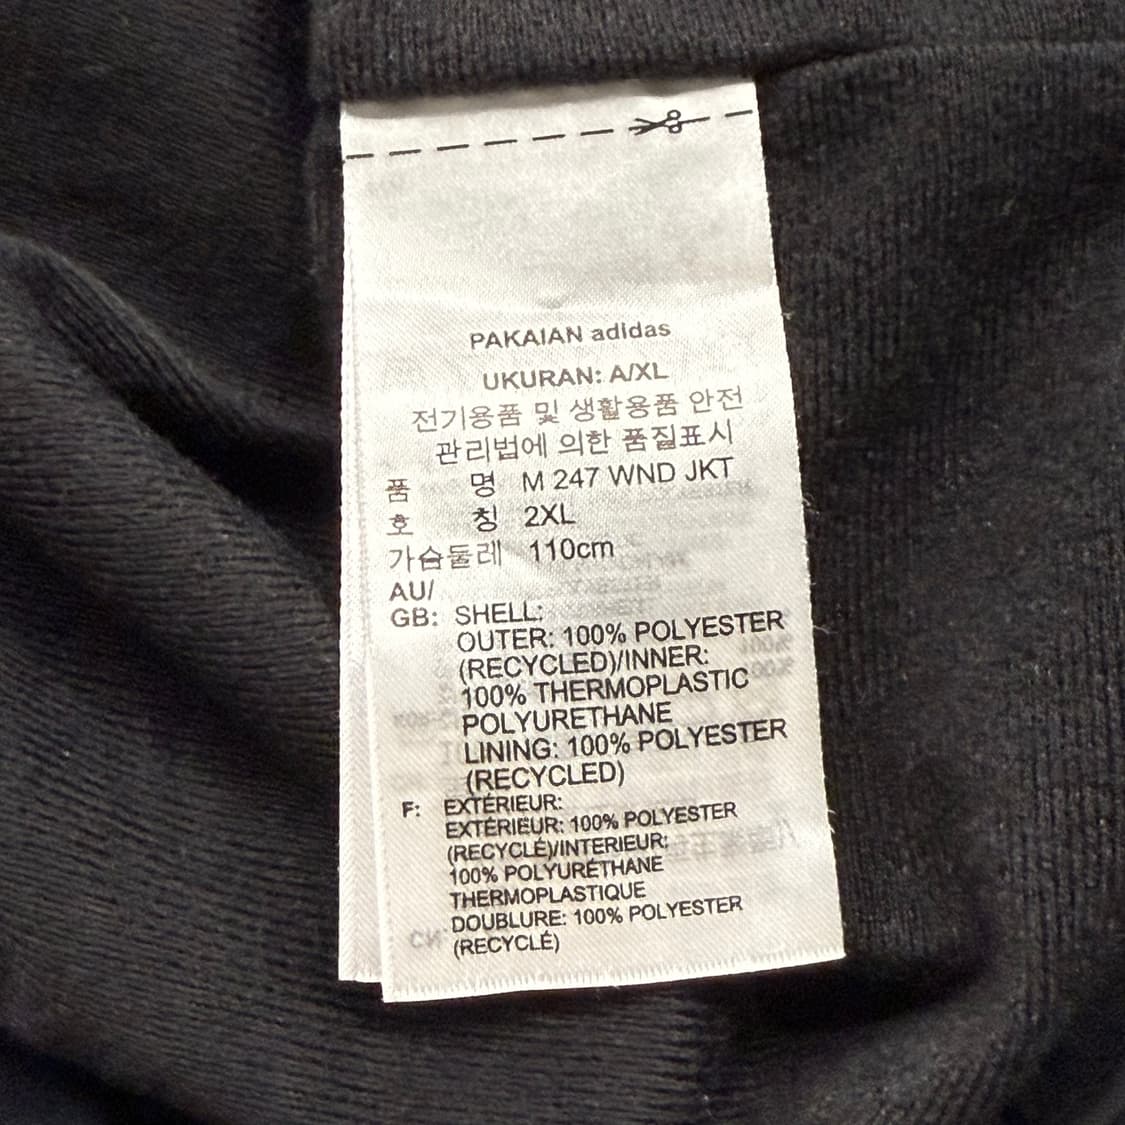 PAKAIAN adidas
UKURAN: A/XL
전기용품 및 생활용품 안전
관리법에 의한 품질표시
품 명 M 247 WND JKT
호 칭 2XL
가슴둘레 110cm
AU/
GB: SHELL:
OUTER: 100% POLYESTER
(RECYCLED)/INNER:
100% THERMOPLASTIC
POLYURETHANE
LINING: 100% POLYESTER
(RECYCLED)
F: EXTÉRIEUR:
EXTÉRIEUR: 100% POLYESTER
(RECYCLÉ)/INTERIEUR:
100% POLYURÉTHANE
THERMOPLASTIQUE
DOUBLURE: 100% POLYESTER
(RECYCLÉ)